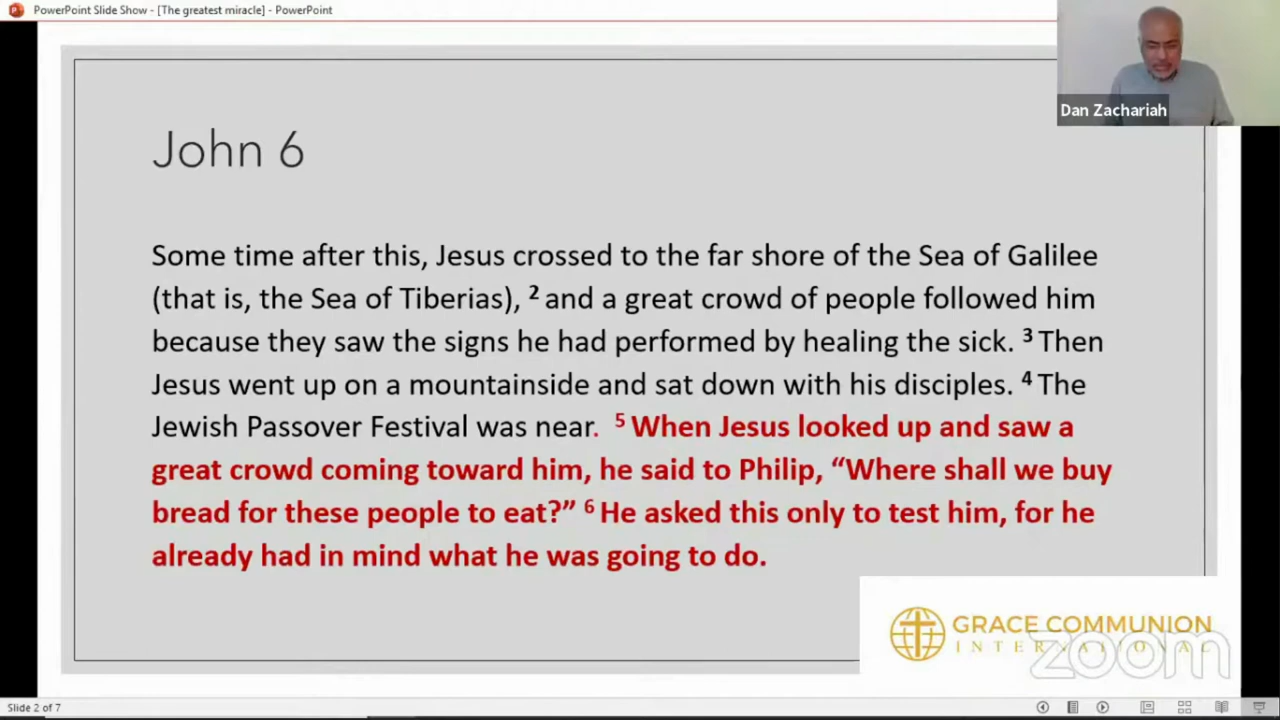 PowerPoint Slide Show - [The greatest miracle] - PowerPoint
Dan Zachariah
John 6
Some time after this, Jesus crossed to the far shore of the Sea of Galilee
(that is, the Sea of Tiberias), 2 and a great crowd of people followed him
because they saw the signs he had performed by healing the sick. 3 Then
Jesus went up on a mountainside and sat down with his disciples. 4 The
Jewish Passover Festival was near. 5 When Jesus looked up and saw a
great crowd coming toward him, he said to Philip, “Where shall we buy
bread for these people to eat?” 6 He asked this only to test him, for he
already had in mind what he was going to do.
GRACE COMMUNION
INTERNATIONAL
zoom
Slide 2 of 7